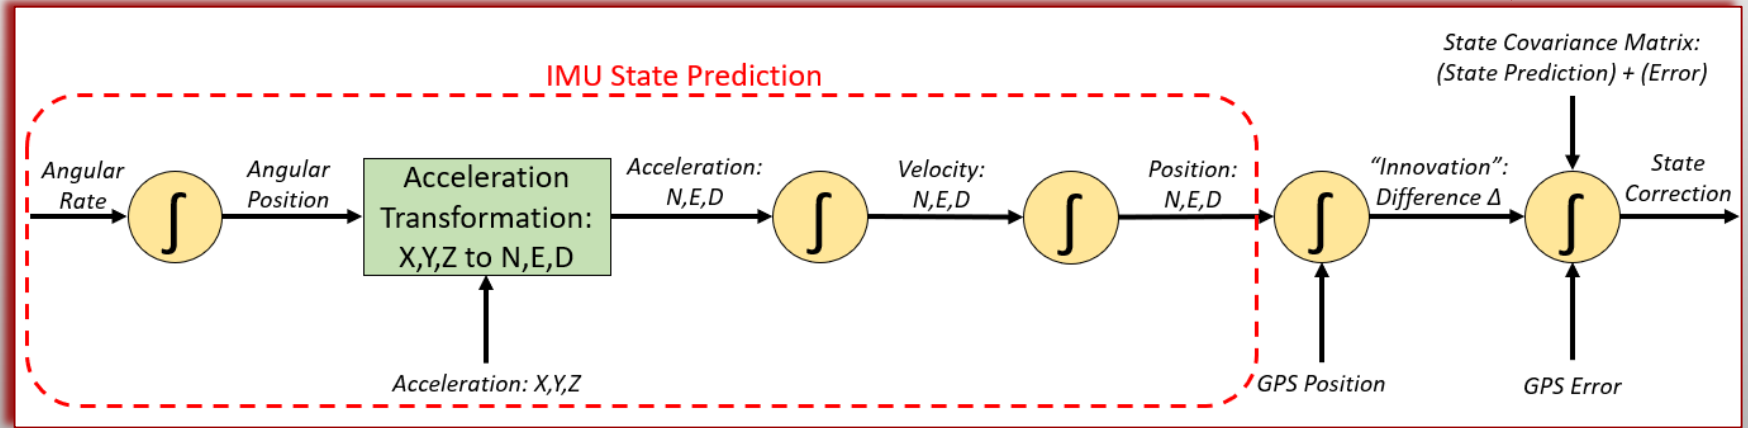 State Covariance Matrix:
(State Prediction) + (Error)
IMU State Prediction
Angular
Rate
∫
Angular
Position
Acceleration
Transformation:
X,Y,Z to N,E,D
Acceleration:
N,E,D
∫
Velocity:
N,E,D
∫
Position:
N,E,D
∫
“Innovation”:
Difference Δ
∫
State
Correction
Acceleration: X,Y,Z
GPS Position
GPS Error